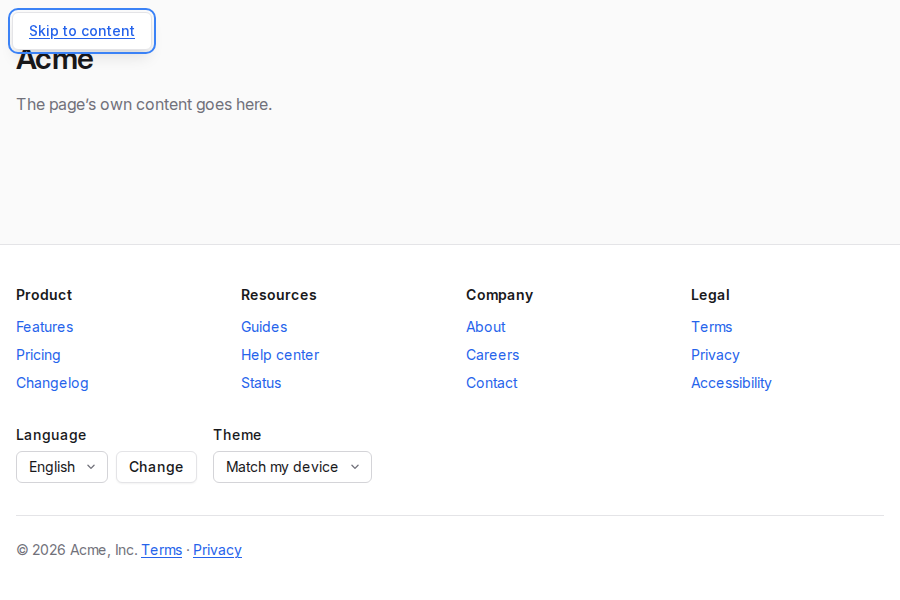 Skip to content
Acme
The page’s own content goes here.
Product
Features
Pricing
Changelog
Resources
Guides
Help center
Status
Company
About
Careers
Contact
Legal
Terms
Privacy
Accessibility
Language
English
Change
Theme
Match my device
© 2026 Acme, Inc. Terms · Privacy